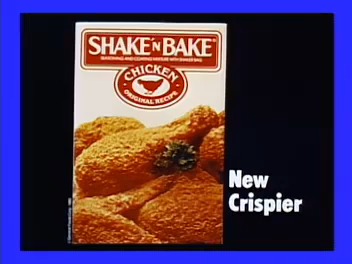 SHAKE 'N BAKE®
SEASONING AND COATING MIXTURE WITH SHAKER BAG
CHICKEN
ORIGINAL RECIPE
New
Crispier